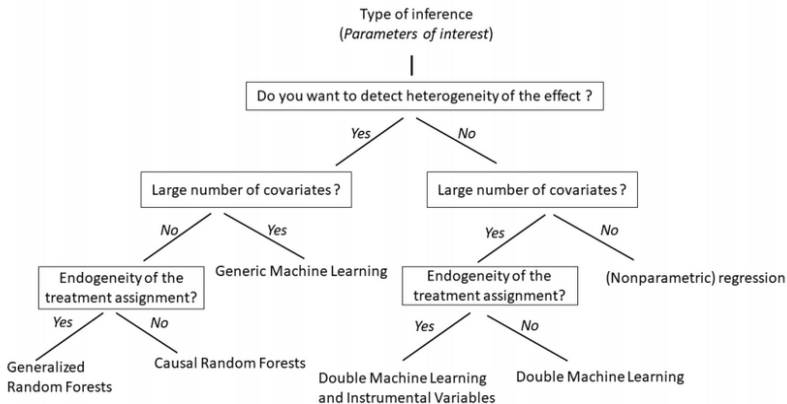 Type of inference
(Parameters of interest)
Do you want to detect heterogeneity of the effect ?
Yes
No
Large number of covariates ?
Large number of covariates ?
No
Yes
Yes
No
Endogeneity of the
treatment assignment?
Generic Machine Learning
Endogeneity of the
treatment assignment?
(Nonparametric) regression
Yes
No
Yes
No
Generalized
Random Forests
Causal Random Forests
Double Machine Learning
and Instrumental Variables
Double Machine Learning